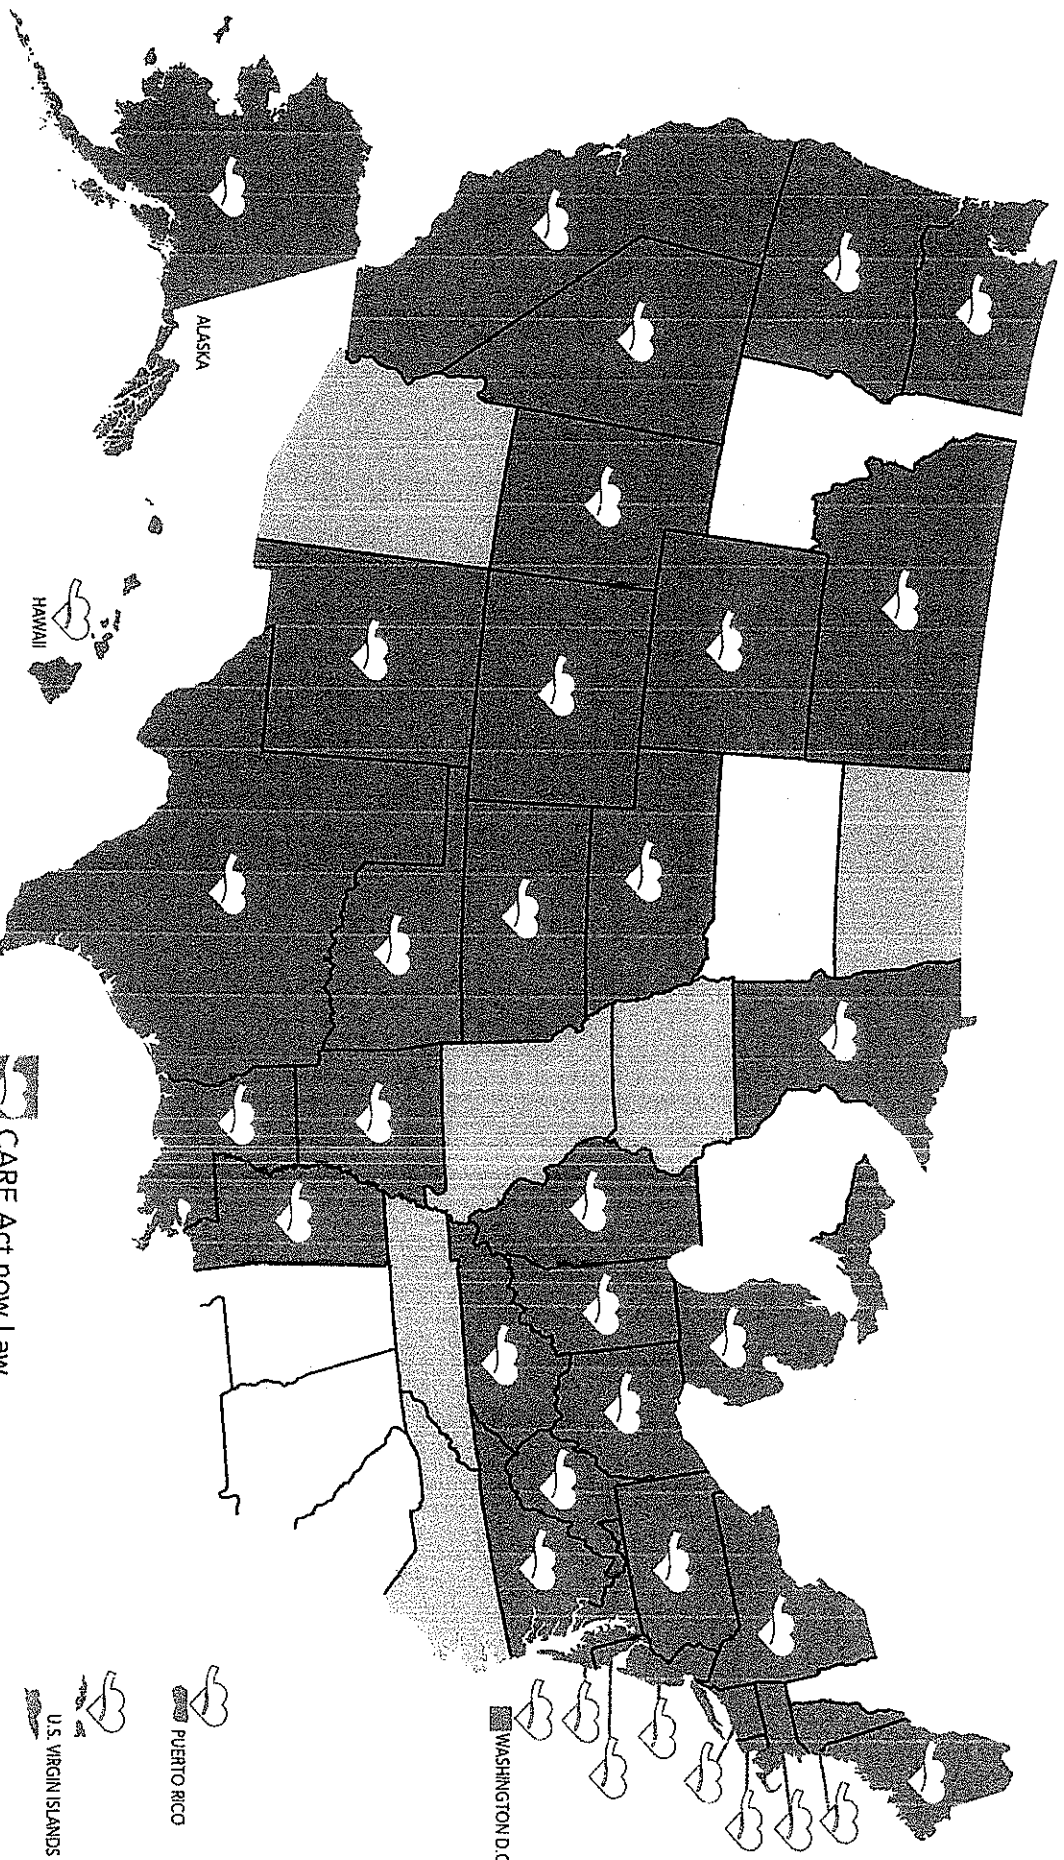 ALASKA
HAWAII
CARE Act now Law
WASHINGTON D.C
PUERTO RICO
U.S. VIRGIN ISLANDS